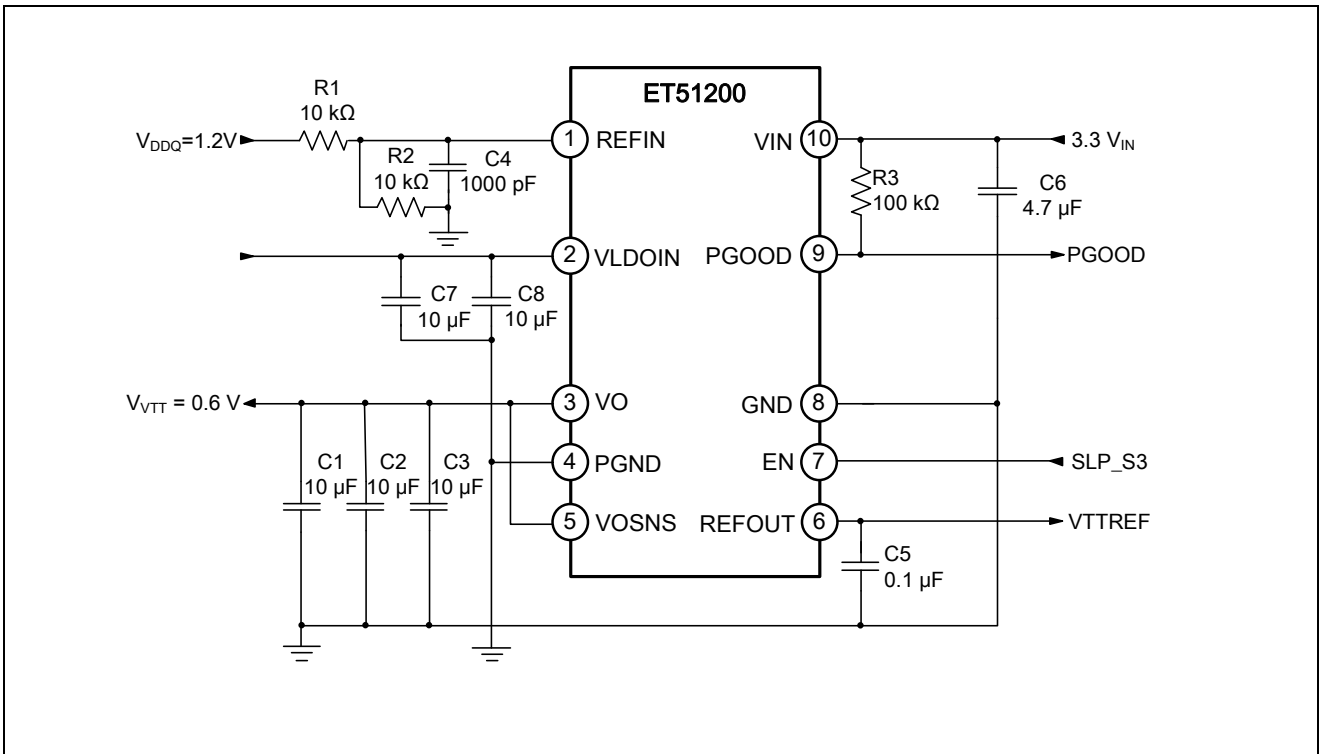 ET51200
R1
10 kΩ
V_DDQ=1.2V
1
REFIN
VIN
10
3.3 V_IN
R2
10 kΩ
C4
1000 pF
R3
100 kΩ
C6
4.7 µF
2
VLDOIN
PGOOD
9
PGOOD
C7
10 µF
C8
10 µF
V_VTT = 0.6 V
3
VO
GND
8
4
PGND
EN
7
SLP_S3
C1
10 µF
C2
10 µF
C3
10 µF
5
VOSNS
REFOUT
6
VTTREF
C5
0.1 µF